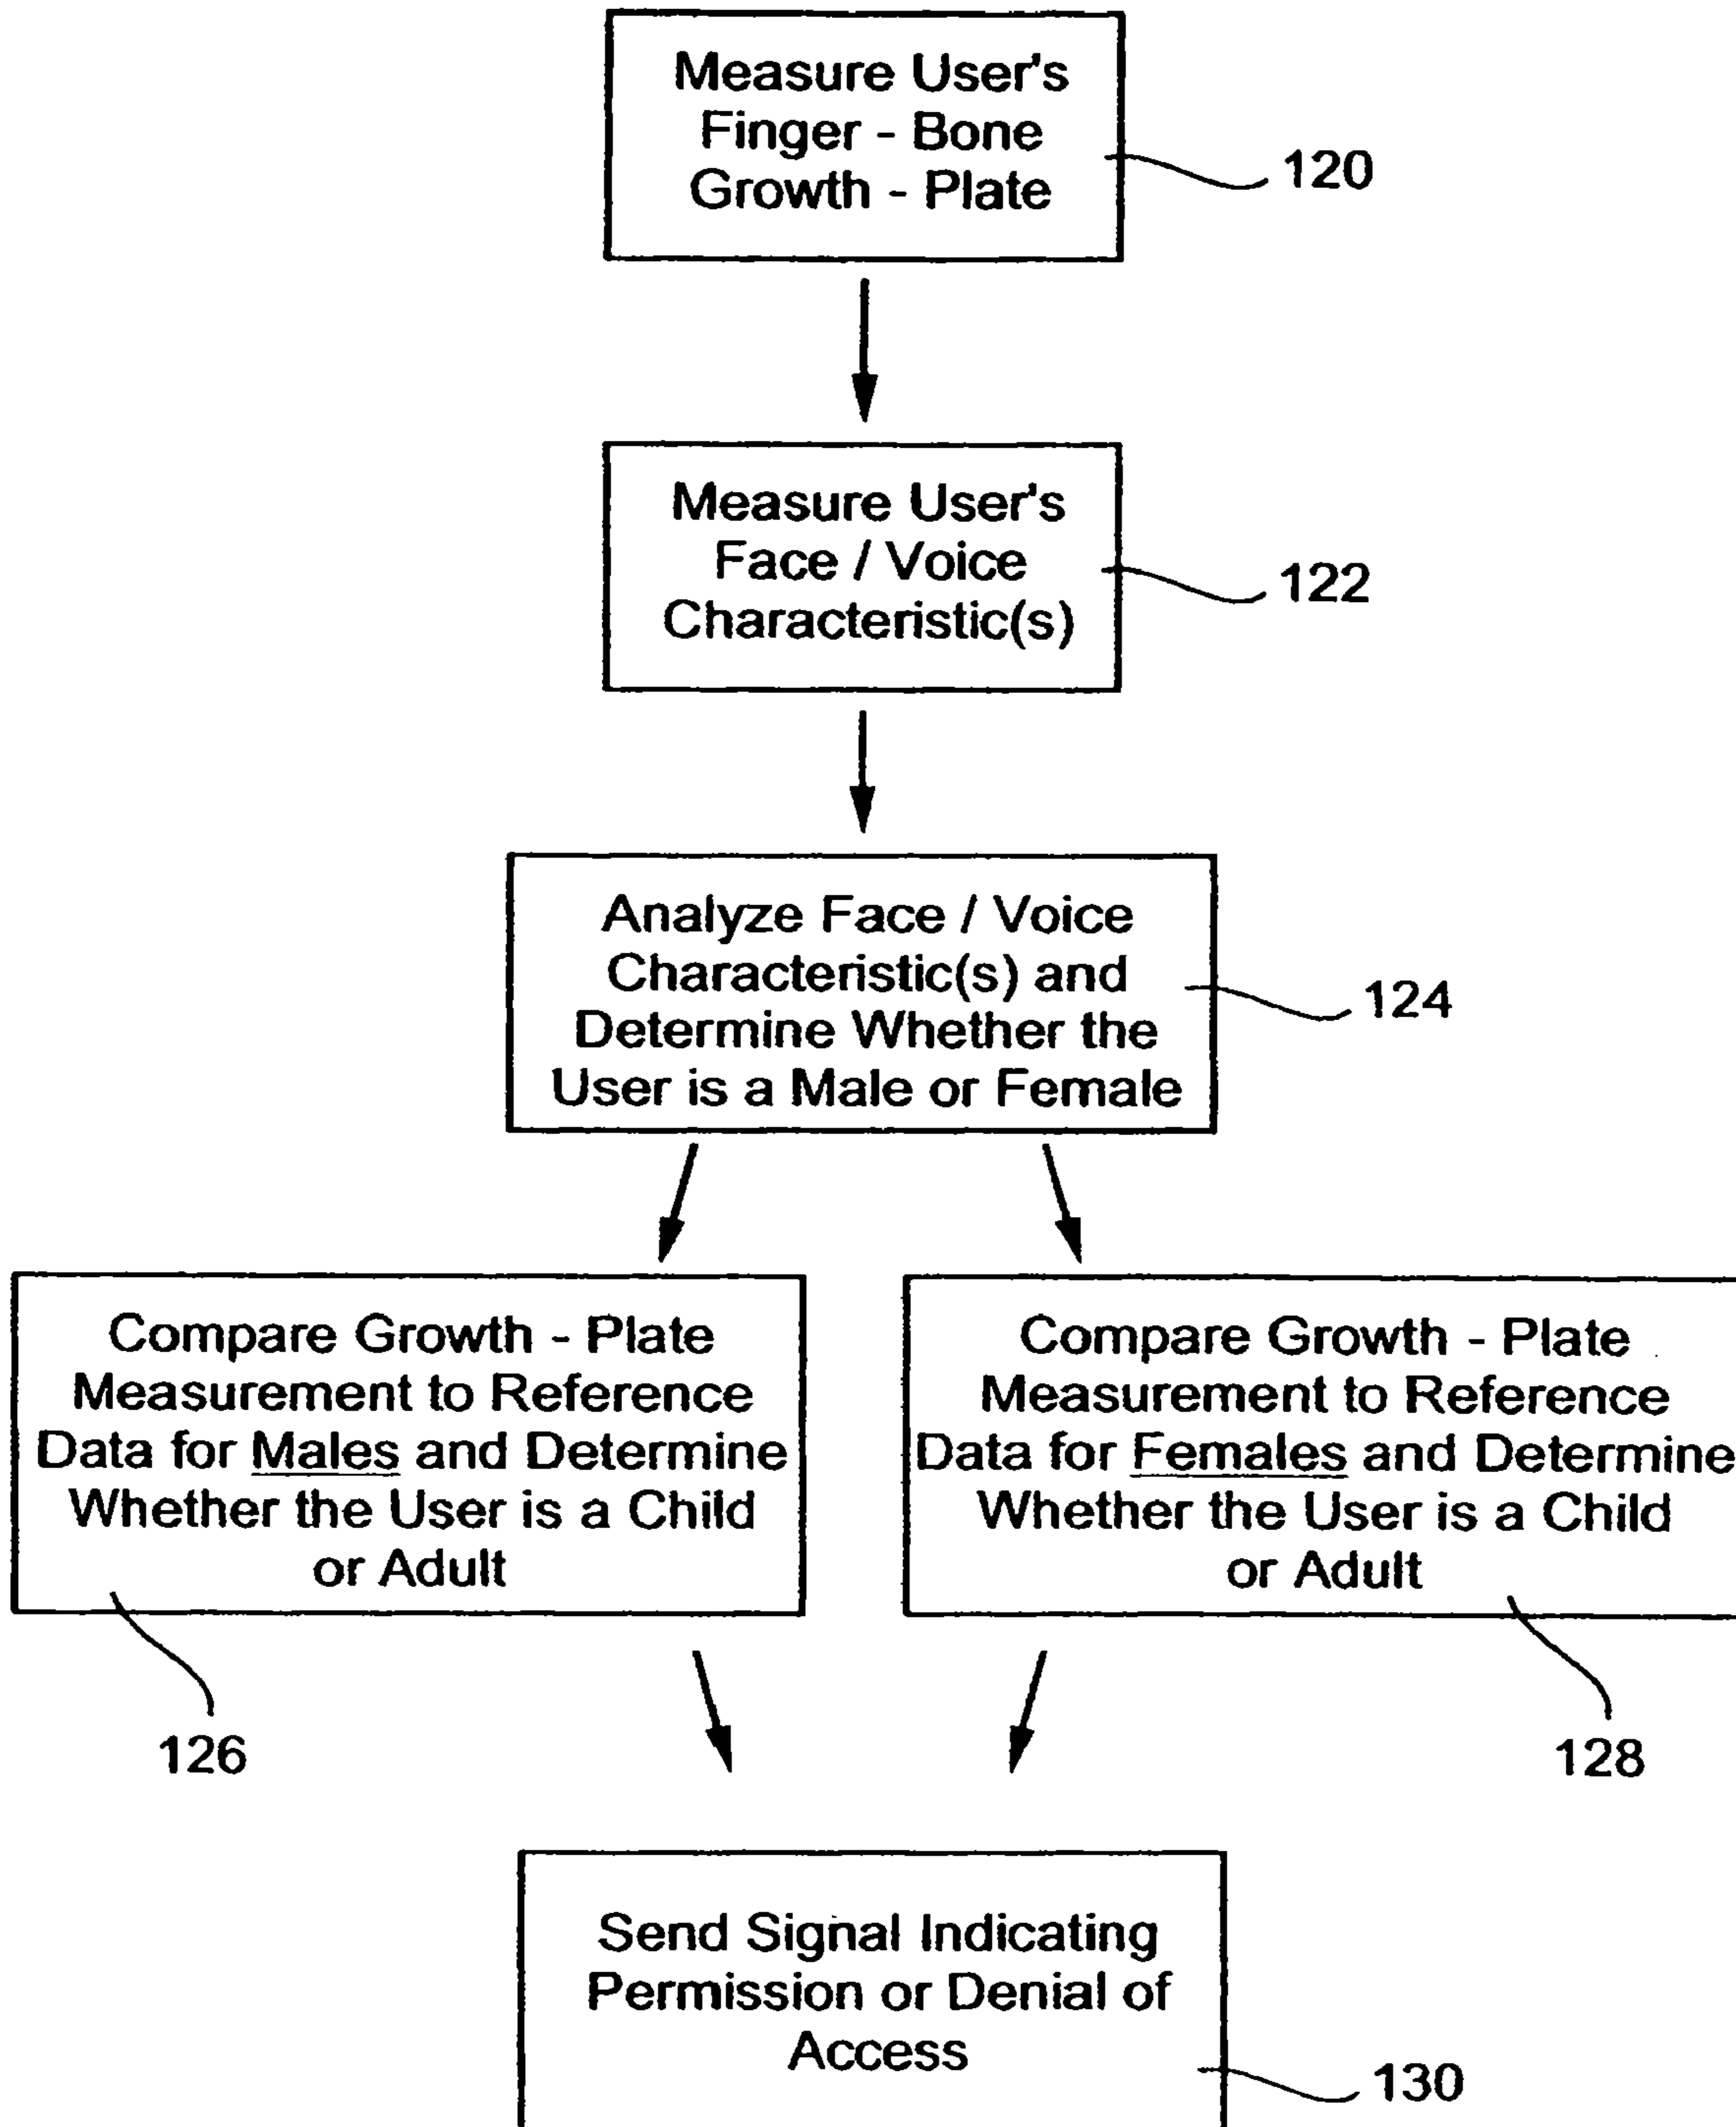 Measure User's
Finger - Bone
Growth - Plate
120
Measure User's
Face / Voice
Characteristic(s)
122
Analyze Face / Voice
Characteristic(s) and
Determine Whether the
User is a Male or Female
124
Compare Growth - Plate
Measurement to Reference
Data for Males and Determine
Whether the User is a Child
or Adult
126
Compare Growth - Plate
Measurement to Reference
Data for Females and Determine
Whether the User is a Child
or Adult
128
Send Signal Indicating
Permission or Denial of
Access
130